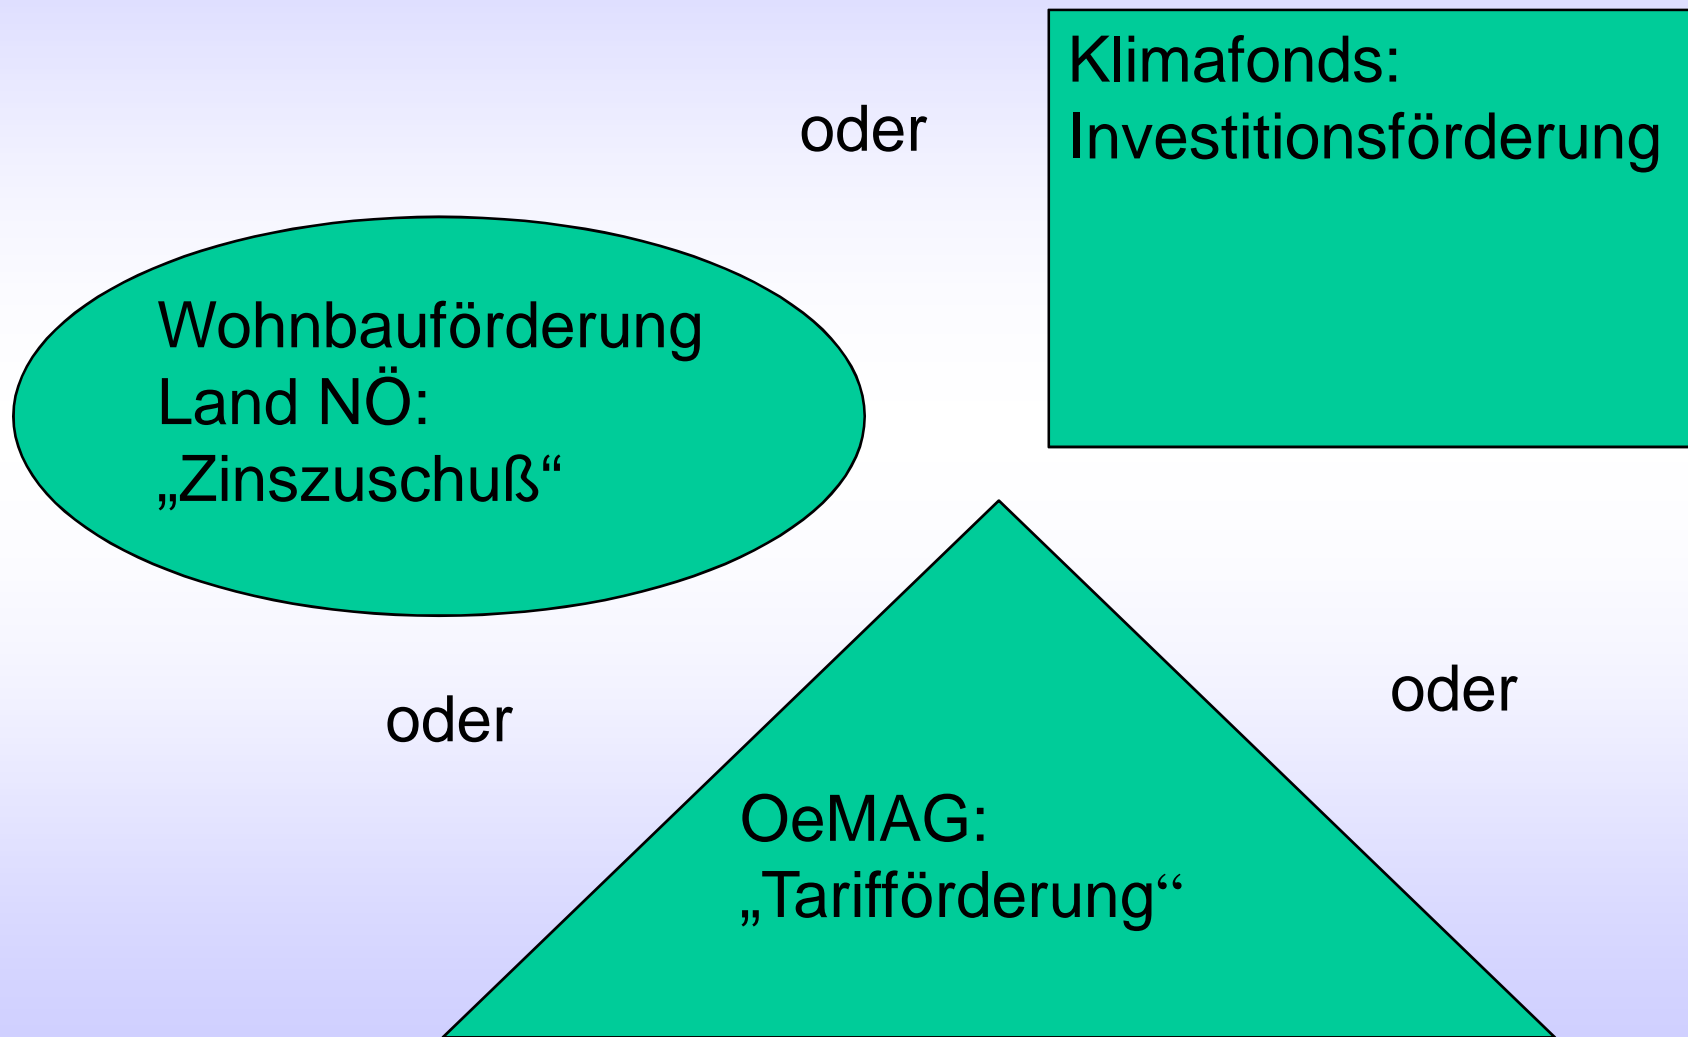 Klimafonds:
Investitionsförderung
oder
Wohnbauförderung
Land NÖ:
„Zinszuschuß“
oder
oder
OeMAG:
„Tarifförderung“